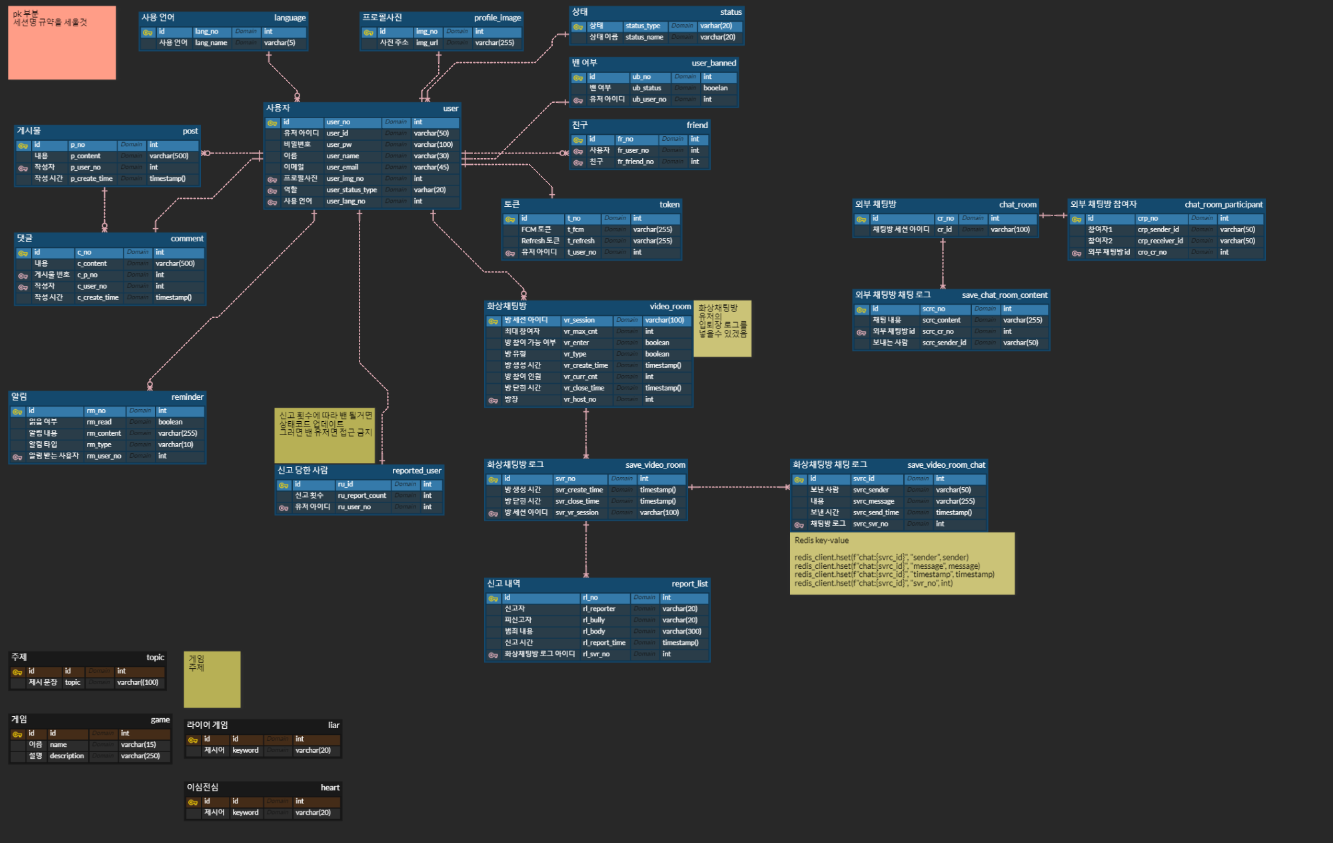 pk 부분
세션명 규약을 세울것
사용 언어 language
id lang_no Domain int
사용 언어 lang_name Domain varchar(5)
프로필사진 profile_image
id img_no Domain int
사진 주소 img_url Domain varchar(255)
상태 status
상태 status_type Domain varhar(20)
상태 이름 status_name Domain varchar(20)
밴 여부 user_banned
id ub_no Domain int
밴 여부 ub_status Domain booelan
유저 아이디 ub_user_no Domain int
사용자 user
id user_no Domain int
유저 아이디 user_id Domain varchar(50)
비밀번호 user_pw Domain varchar(100)
이름 user_name Domain varchar(30)
이메일 user_email Domain varchar(45)
프로필사진 user_img_no Domain int
역할 user_status_type Domain varhar(20)
사용 언어 user_lang_no Domain int
친구 friend
id fr_no Domain int
사용자 fr_user_no Domain int
친구 fr_friend_no Domain int
게시물 post
id p_no Domain int
내용 p_content Domain varchar(500)
작성자 p_user_no Domain int
작성 시간 p_create_time Domain timestamp()
토큰 token
id t_no Domain int
FCM 토큰 t_fcm Domain varchar(255)
Refresh 토큰 t_refresh Domain varchar(255)
유저 아이디 t_user_no Domain int
외부 채팅방 chat_room
id cr_no Domain int
채팅방 세션 아이디 cr_id Domain varchar(100)
외부 채팅방 참여자 chat_room_participant
id crp_no Domain int
참여자1 crp_sender_id Domain varchar(50)
참여자2 crp_receiver_id Domain varchar(50)
외부 채팅방 id cro_cr_no Domain int
댓글 comment
id c_no Domain int
내용 c_content Domain varchar(500)
게시물 번호 c_p_no Domain int
작성자 c_user_no Domain int
작성 시간 c_create_time Domain timestamp()
외부 채팅방 채팅 로그 save_chat_room_content
id scrc_no Domain int
채팅 내용 scrc_content Domain varchar(255)
외부 채팅방 id scrc_cr_no Domain int
보내는 사람 scrc_sender_id Domain varchar(50)
화상채팅방 video_room
방 세션 아이디 vr_session Domain varchar(100)
최대 참여자 vr_max_cnt Domain int
방 참여 가능 여부 vr_enter Domain boolean
방 유형 vr_type Domain boolean
방 생성 시간 vr_create_time Domain timestamp()
방 참여 인원 vr_curr_cnt Domain int
방 닫힌 시간 vr_close_time Domain timestamp()
방장 vr_host_no Domain int
화상채팅방
유저의
입퇴장 로그를
넣을수 있겠음
알림 reminder
id rm_no Domain int
읽음 여부 rm_read Domain boolean
알림 내용 rm_content Domain varchar(255)
알림 타입 rm_type Domain varchar(10)
알림 받는 사용자 rm_user_no Domain int
신고 횟수에 따라 밴 될거면
상태코드 업데이트
그러면 밴 유저면 접근 금지
신고 당한 사람 reported_user
id ru_id Domain int
신고 횟수 ru_report_count Domain int
유저 아이디 ru_user_no Domain int
화상채팅방 로그 save_video_room
id svr_no Domain int
방 생성 시간 svr_create_time Domain timestamp()
방 닫힌 시간 svr_close_time Domain timestamp()
방 세션 아이디 svr_vr_session Domain varchar(100)
화상채팅방 채팅 로그 save_video_room_chat
id svrc_id Domain int
보낸 사람 svrc_sender Domain varchar(50)
내용 svrc_message Domain varchar(255)
보낸 시간 svrc_send_time Domain timestamp()
채팅방 로그 svrc_svr_no Domain int
Redis key-value
redis_client.hset(f"chat:{svrc_id}", "sender", sender)
redis_client.hset(f"chat:{svrc_id}", "message", message)
redis_client.hset(f"chat:{svrc_id}", "timestamp", timestamp)
redis_client.hset(f"chat:{svrc_id}", "svr_no", int)
신고 내역 report_list
id rl_no Domain int
신고자 rl_reporter Domain varchar(20)
피신고자 rl_bully Domain varchar(20)
범죄 내용 rl_body Domain varchar(300)
신고 시간 rl_report_time Domain timestamp()
화상채팅방 로그 아이디 rl_svr_no Domain int
주제 topic
id id Domain int
제시 문장 topic Domain varchar((100)
게임
주제
게임 game
id id Domain int
이름 name Domain varchar(15)
설명 description Domain varchar(250)
라이어 게임 liar
id id Domain int
제시어 keyword Domain varchar(20)
이심전심 heart
id id Domain int
제시어 keyword Domain varchar(20)